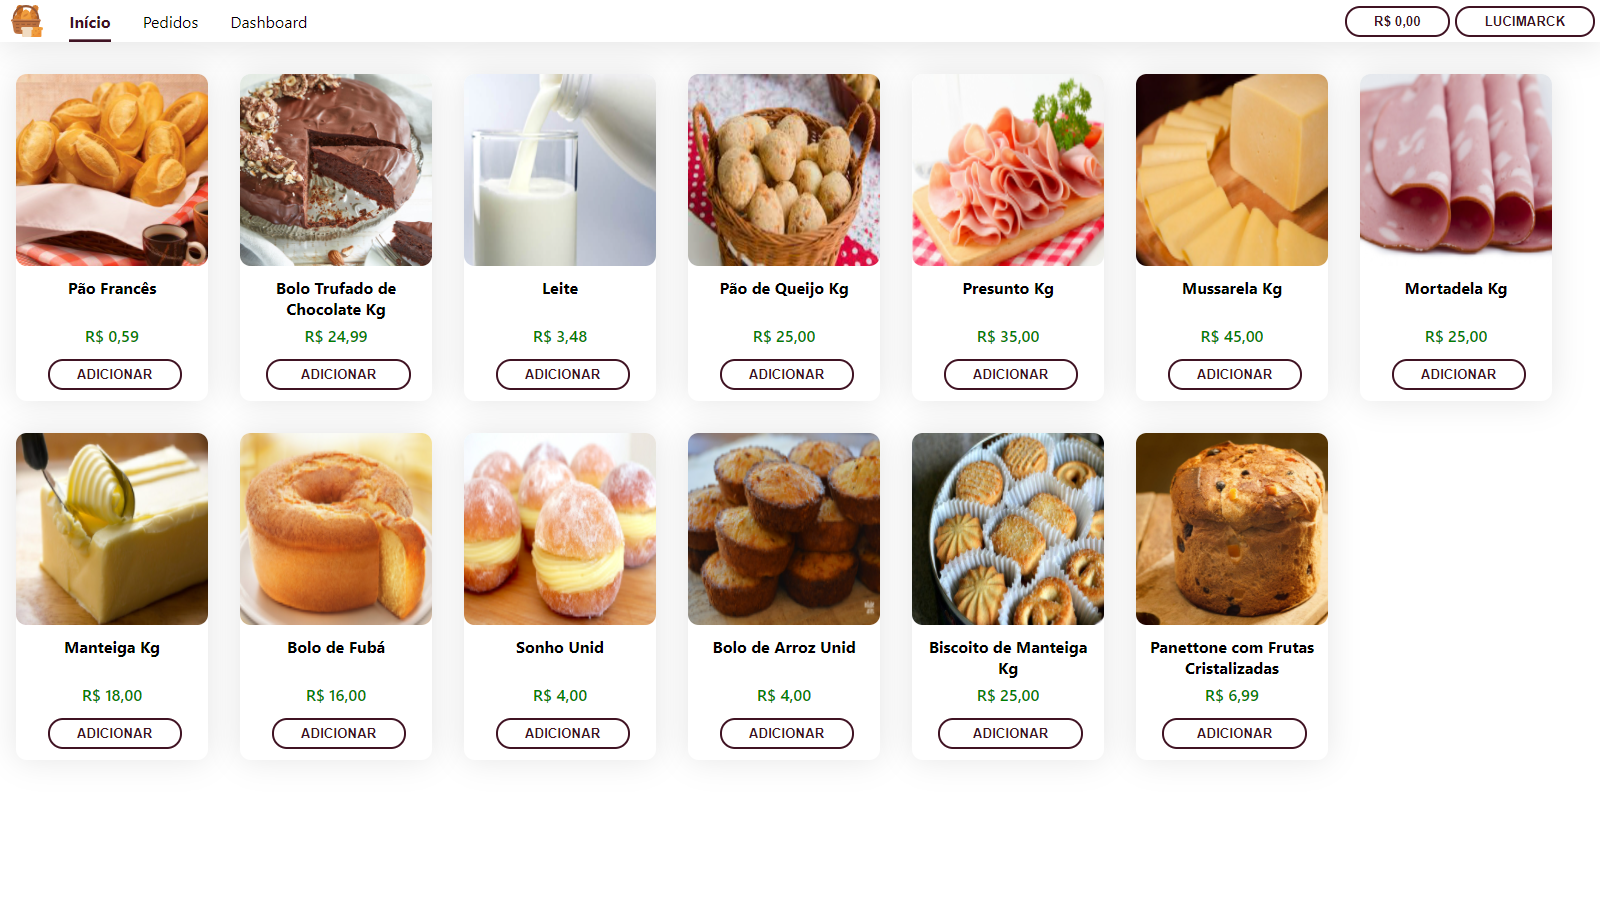 Início
Pedidos
Dashboard
R$ 0,00
LUCIMARCK
Pão Francês
R$ 0,59
ADICIONAR
Bolo Trufado de
Chocolate Kg
R$ 24,99
ADICIONAR
Leite
R$ 3,48
ADICIONAR
Pão de Queijo Kg
R$ 25,00
ADICIONAR
Presunto Kg
R$ 35,00
ADICIONAR
Mussarela Kg
R$ 45,00
ADICIONAR
Mortadela Kg
R$ 25,00
ADICIONAR
Manteiga Kg
R$ 18,00
ADICIONAR
Bolo de Fubá
R$ 16,00
ADICIONAR
Sonho Unid
R$ 4,00
ADICIONAR
Bolo de Arroz Unid
R$ 4,00
ADICIONAR
Biscoito de Manteiga
Kg
R$ 25,00
ADICIONAR
Panettone com Frutas
Cristalizadas
R$ 6,99
ADICIONAR